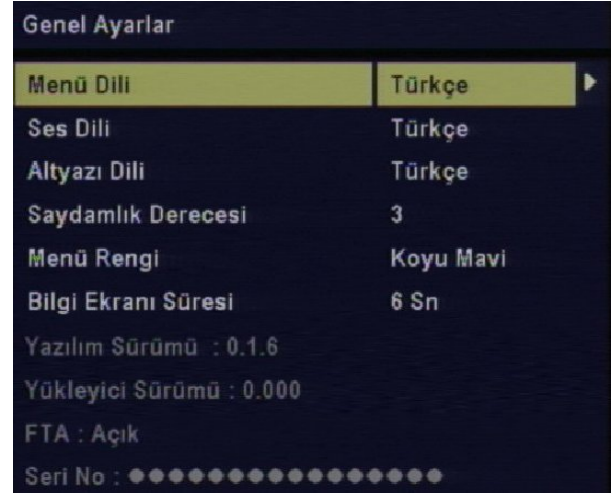 Genel Ayarlar
Menü Dili Türkçe
Ses Dili Türkçe
Altyazı Dili Türkçe
Saydamlık Derecesi 3
Menü Rengi Koyu Mavi
Bilgi Ekranı Süresi 6 Sn
Yazılım Sürümü : 0.1.6
Yükleyici Sürümü : 0.000
FTA : Açık
Seri No : ●●●●●●●●●●●●●●●●